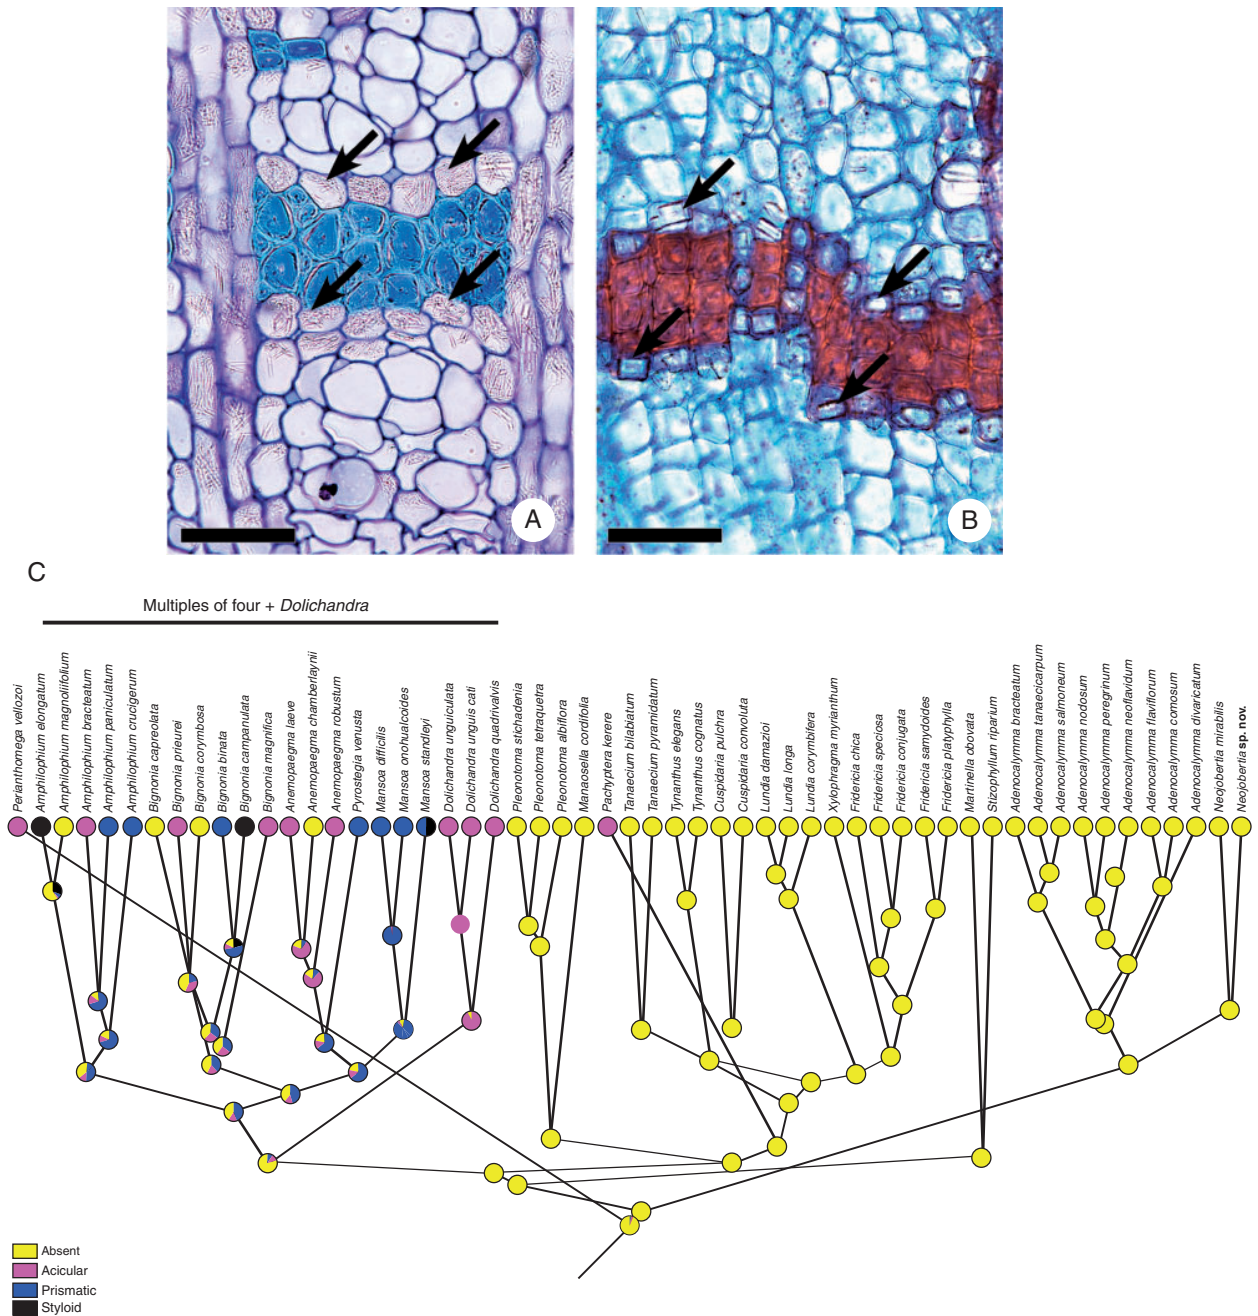 A
B
C
Multiples of four + Dolichandra
Perianthomega vellozoi
Amphilophium elongatum
Amphilophium magnoliifolium
Amphilophium bracteatum
Amphilophium paniculatum
Amphilophium crucigerum
Bignonia capreolata
Bignonia prieurei
Bignonia corymbosa
Bignonia binata
Bignonia campanulata
Bignonia magnifica
Anemopaegma laeve
Anemopaegma chamberlaynii
Anemopaegma robustum
Pyrostegia venusta
Mansoa difficilis
Mansoa onohualcoides
Mansoa standleyi
Dolichandra unguiculata
Dolichandra unguis cati
Dolichandra quadrivalvis
Pleonotoma stichadenia
Pleonotoma tetraquetra
Pleonotoma albiflora
Manaosella cordifolia
Pachyptera kerere
Tanaecium bilabiatum
Tanaecium pyramidatum
Tynanthus elegans
Tynanthus cognatus
Cuspidaria pulchra
Cuspidaria convoluta
Lundia damazioi
Lundia longa
Lundia corymbifera
Xylophragma myrianthum
Fridericia chica
Fridericia speciosa
Fridericia conjugata
Fridericia samydoides
Fridericia platyphylla
Martinella obovata
Stizophyllum riparium
Adenocalymma bracteatum
Adenocalymma tanaeciicarpum
Adenocalymma salmoneum
Adenocalymma nodosum
Adenocalymma peregrinum
Adenocalymma neoflavidum
Adenocalymma flaviflorum
Adenocalymma comosum
Adenocalymma divaricatum
Neojobertia mirabilis
Neojobertia sp. nov.
Absent
Acicular
Prismatic
Styloid